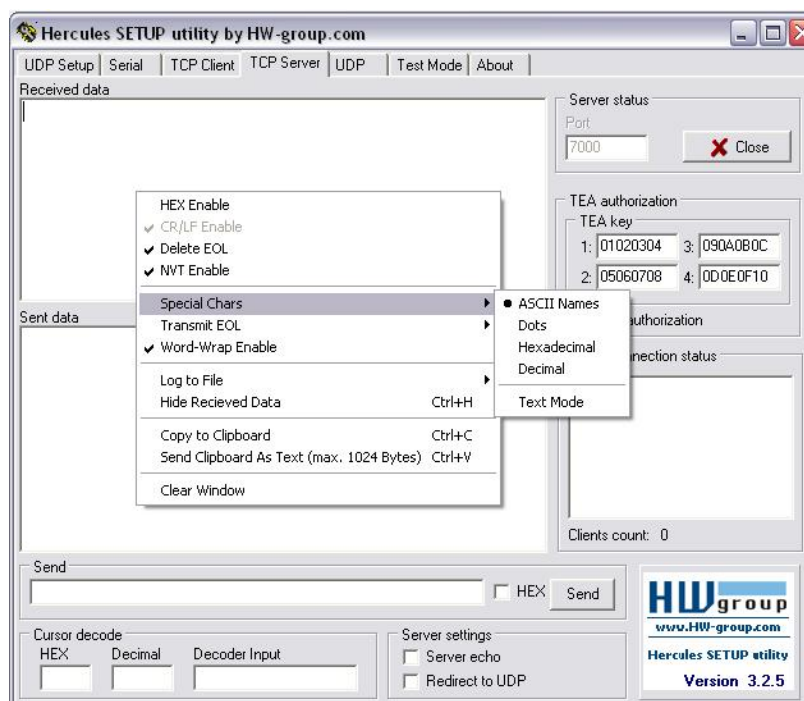 Hercules SETUP utility by HW-group.com
UDP Setup Serial TCP Client TCP Server UDP Test Mode About
Received data
Server status
Port
7000 Close
TEA authorization
TEA key
1: 01020304 3: 090A0B0C
2: 05060708 4: 0D0E0F10
uthorization
nection status
Clients count: 0
HEX Enable
CR/LF Enable
Delete EOL
NVT Enable
Special Chars
Transmit EOL
Word-Wrap Enable
Log to File
Hide Recieved Data Ctrl+H
Copy to Clipboard Ctrl+C
Send Clipboard As Text (max. 1024 Bytes) Ctrl+V
Clear Window
ASCII Names
Dots
Hexadecimal
Decimal
Text Mode
Sent data
Send
HEX Send
Cursor decode
HEX Decimal Decoder Input
Server settings
Server echo
Redirect to UDP
HW group
www.HW-group.com
Hercules SETUP utility
Version 3.2.5